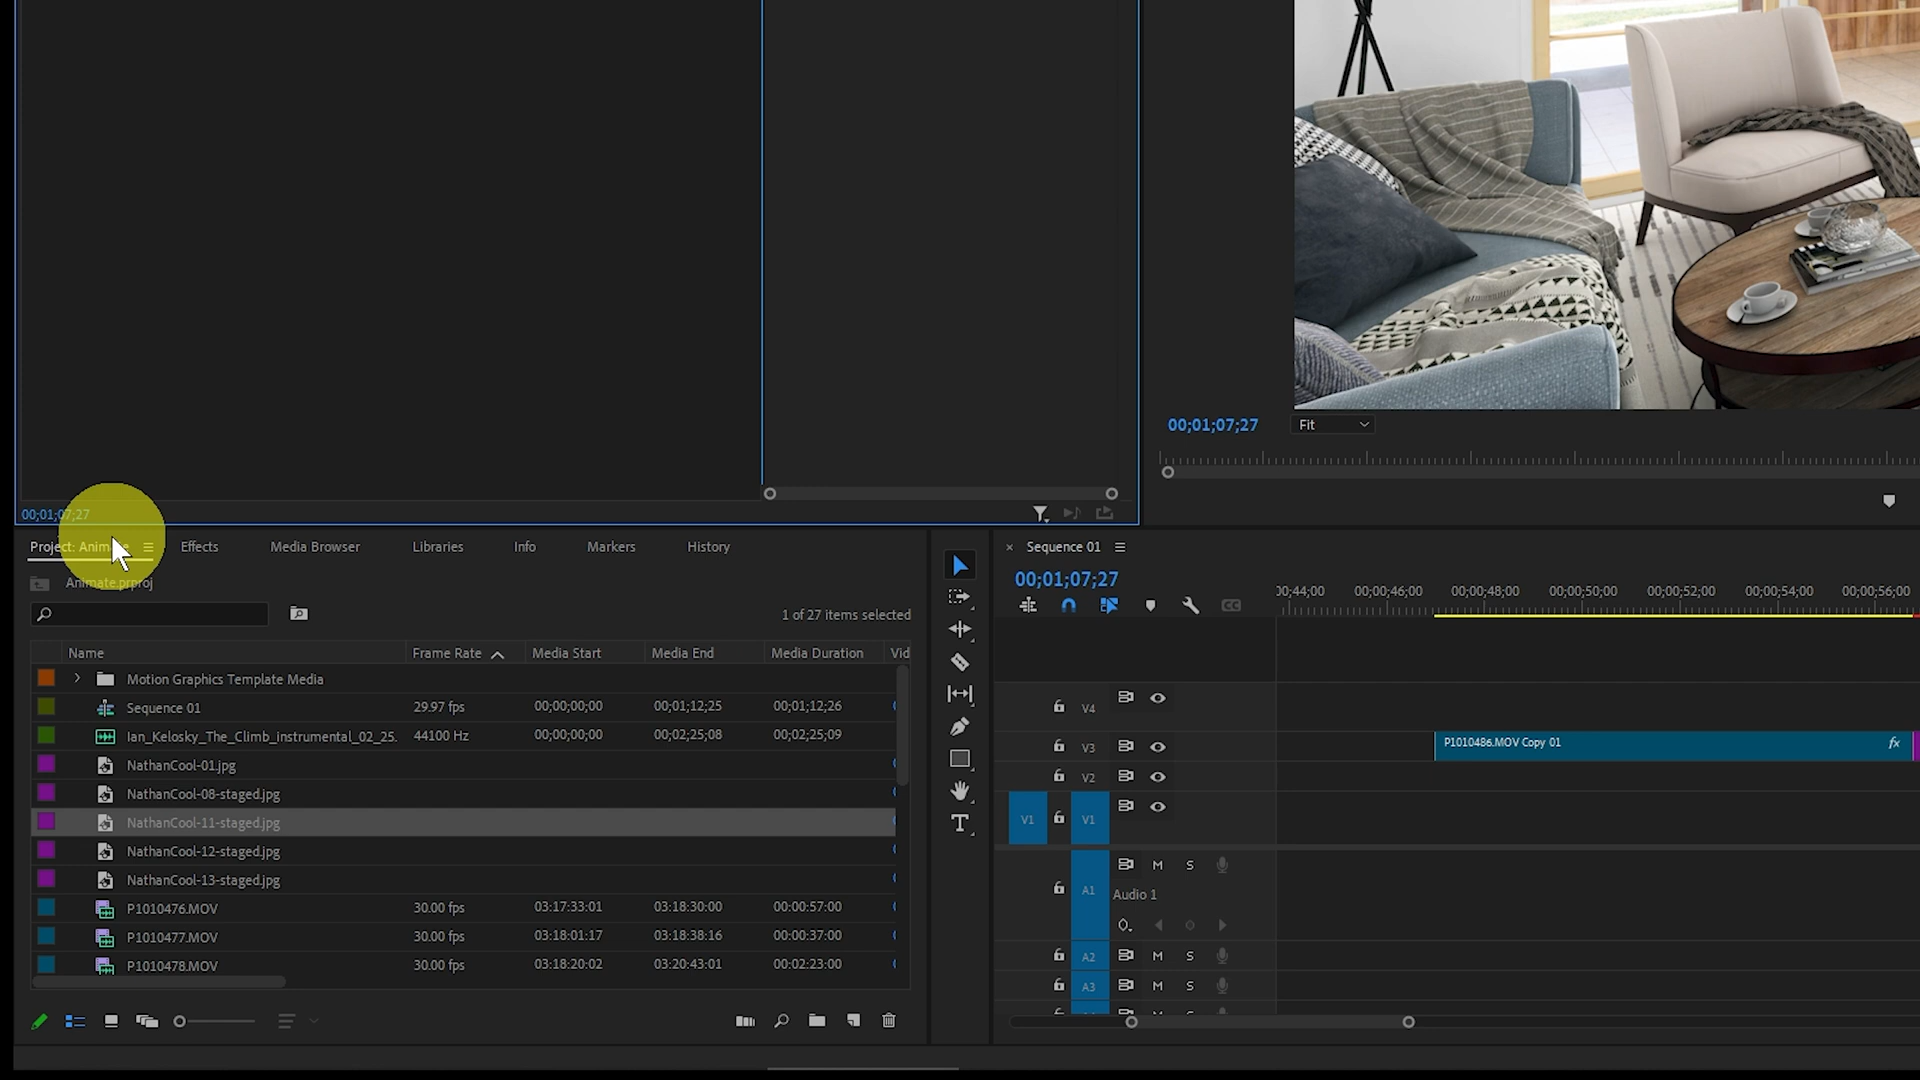 00;01;07;27
Fit
00;01;07;27
Project: Animate
Effects
Media Browser
Libraries
Info
Markers
History
Animate.prproj
1 of 27 items selected
Name
Frame Rate
Media Start
Media End
Media Duration
Vid
Motion Graphics Template Media
Sequence 01
29.97 fps
00;00;00;00
00;01;12;25
00;01;12;26
Ian_Kelosky_The_Climb_instrumental_02_25.
44100 Hz
00;00;00;00
00;02;25;08
00;02;25;09
NathanCool-01.jpg
NathanCool-08-staged.jpg
NathanCool-11-staged.jpg
NathanCool-12-staged.jpg
NathanCool-13-staged.jpg
P1010476.MOV
30.00 fps
03:17:33:01
03:18:30:00
00:00:57:00
P1010477.MOV
30.00 fps
03:18:01:17
03:18:38:16
00:00:37:00
P1010478.MOV
30.00 fps
03:18:20:02
03:20:43:01
00:02:23:00
× Sequence 01
00;01;07;27
00;44;00
00;00;46;00
00;00;48;00
00;00;50;00
00;00;52;00
00;00;54;00
00;00;56;00
V4
V3
P1010486.MOV Copy 01
fx
V2
V1
V1
A1
M
S
Audio 1
A2
M
S
A3
M
S